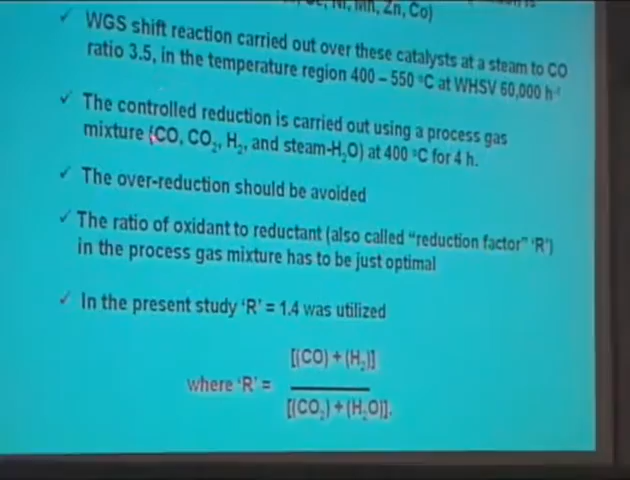 Ni, Mn, Zn, Co)
✓ WGS shift reaction carried out over these catalysts at a steam to CO
ratio 3.5, in the temperature region 400 – 550 °C at WHSV 60,000 h⁻¹
✓ The controlled reduction is carried out using a process gas
mixture (CO, CO₂, H₂, and steam-H₂O) at 400 °C for 4 h.
✓ The over-reduction should be avoided
✓ The ratio of oxidant to reductant (also called "reduction factor" 'R')
in the process gas mixture has to be just optimal
✓ In the present study 'R' = 1.4 was utilized
[(CO) + (H₂)]
where 'R' =
[(CO₂) + (H₂O)].